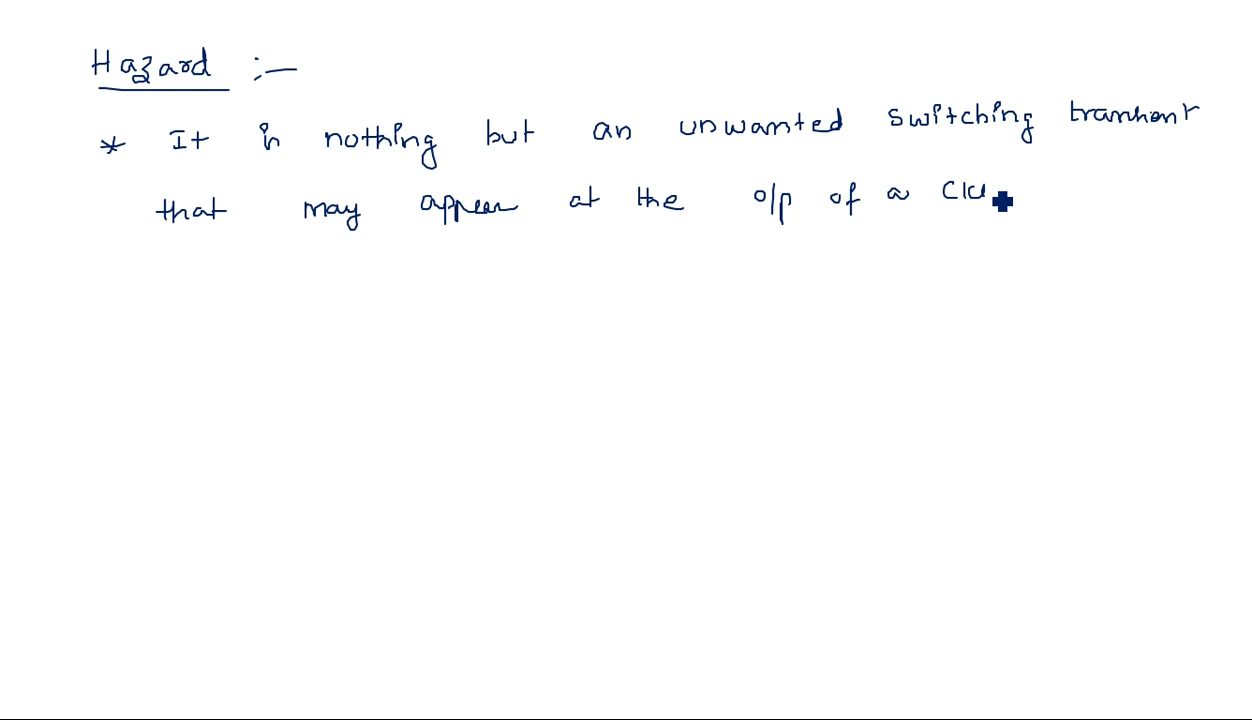 Hazard :-
* It is nothing but an unwanted switching transient
that may appear at the o/p of a